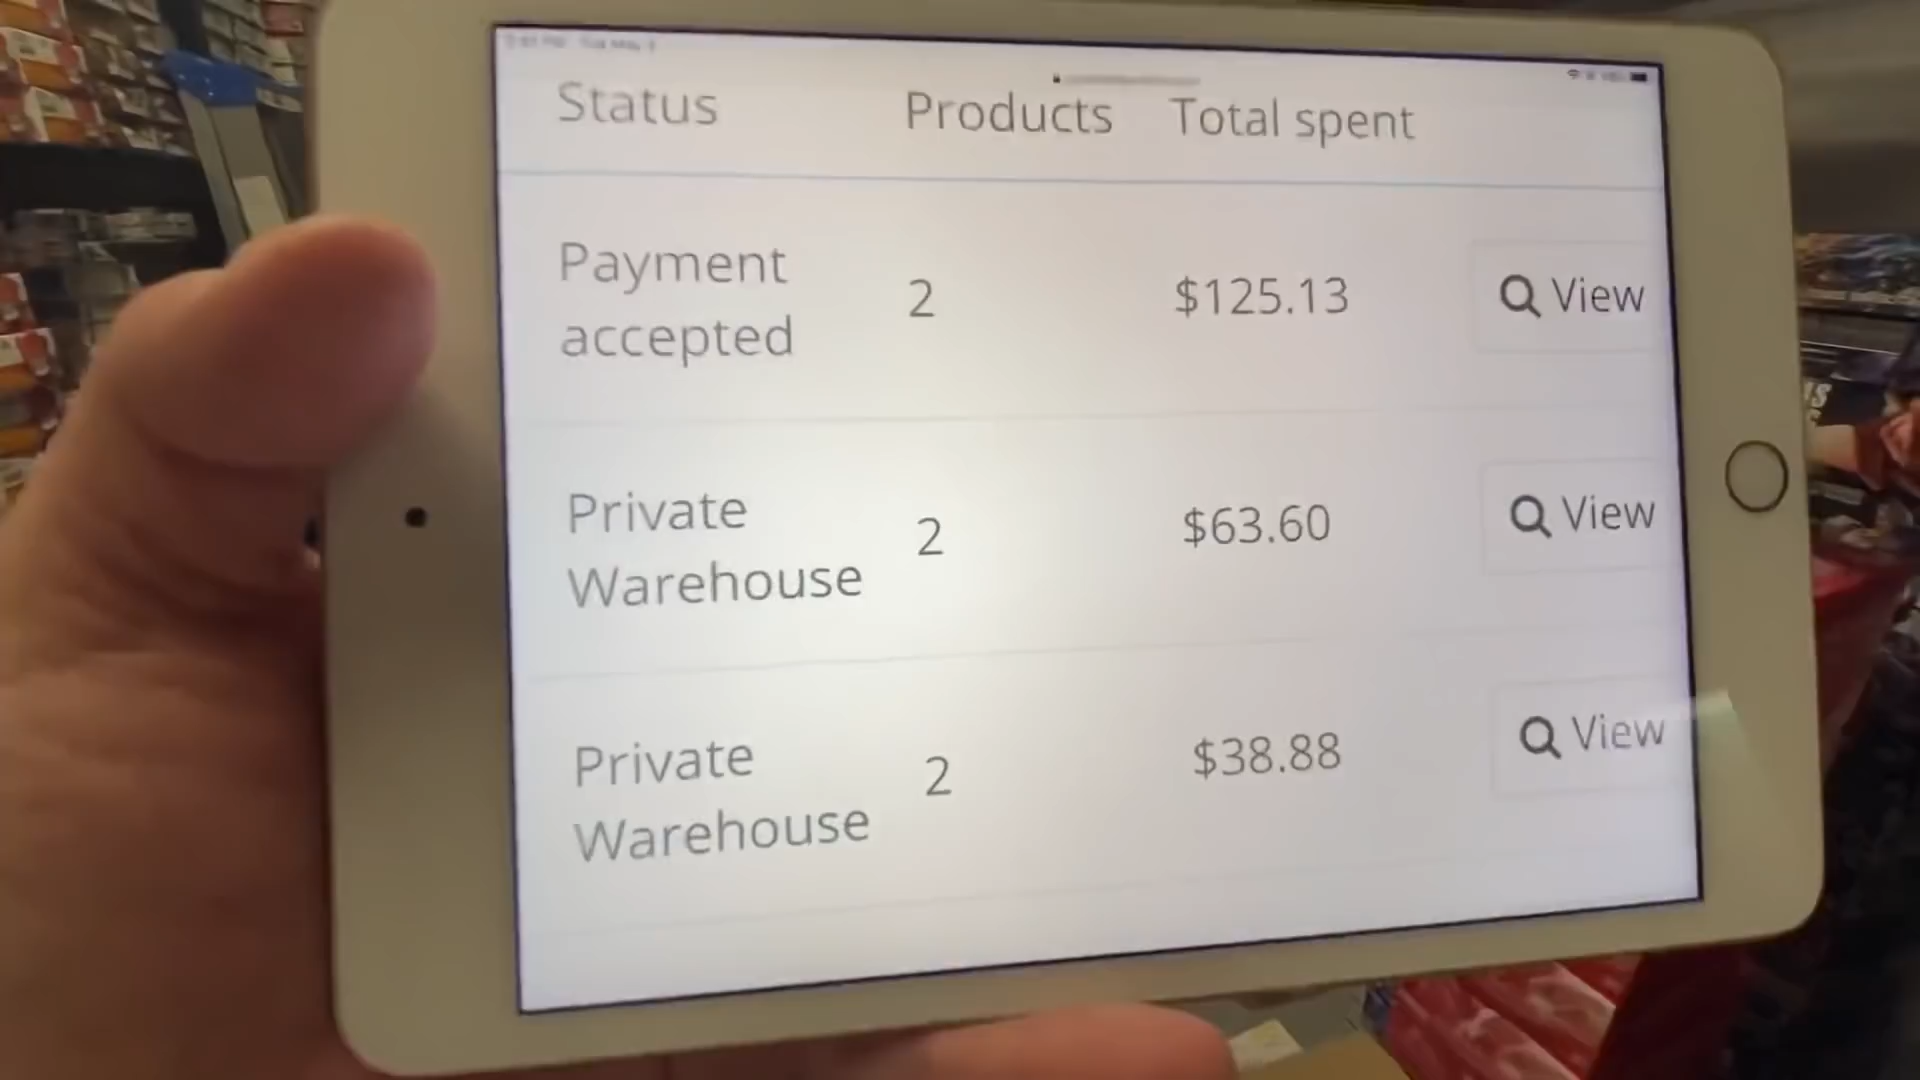 Status Products Total spent
Payment
accepted
2 $125.13 View
Private
Warehouse
2 $63.60 View
Private
Warehouse
2 $38.88 View